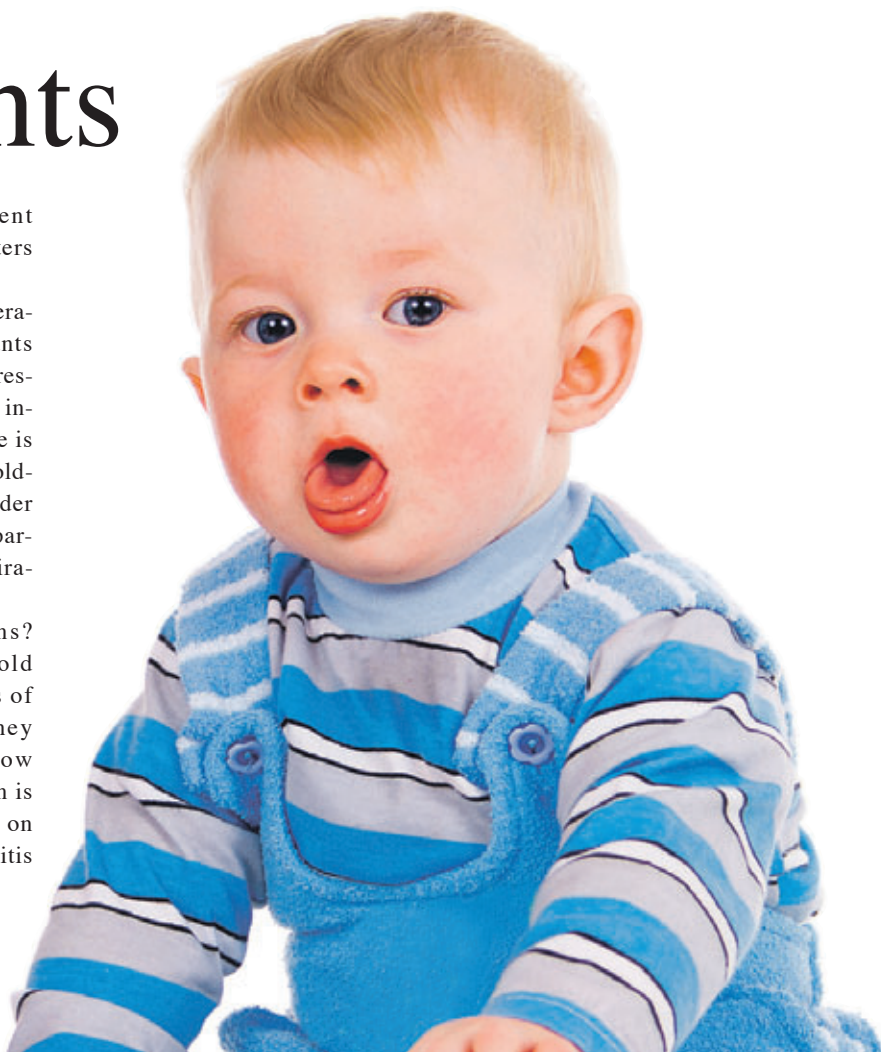 nts
ent
ters
era-
nts
res-
in-
e is
old-
der
par-
ira-
ns?
old
s of
hey
ow
n is
on
itis